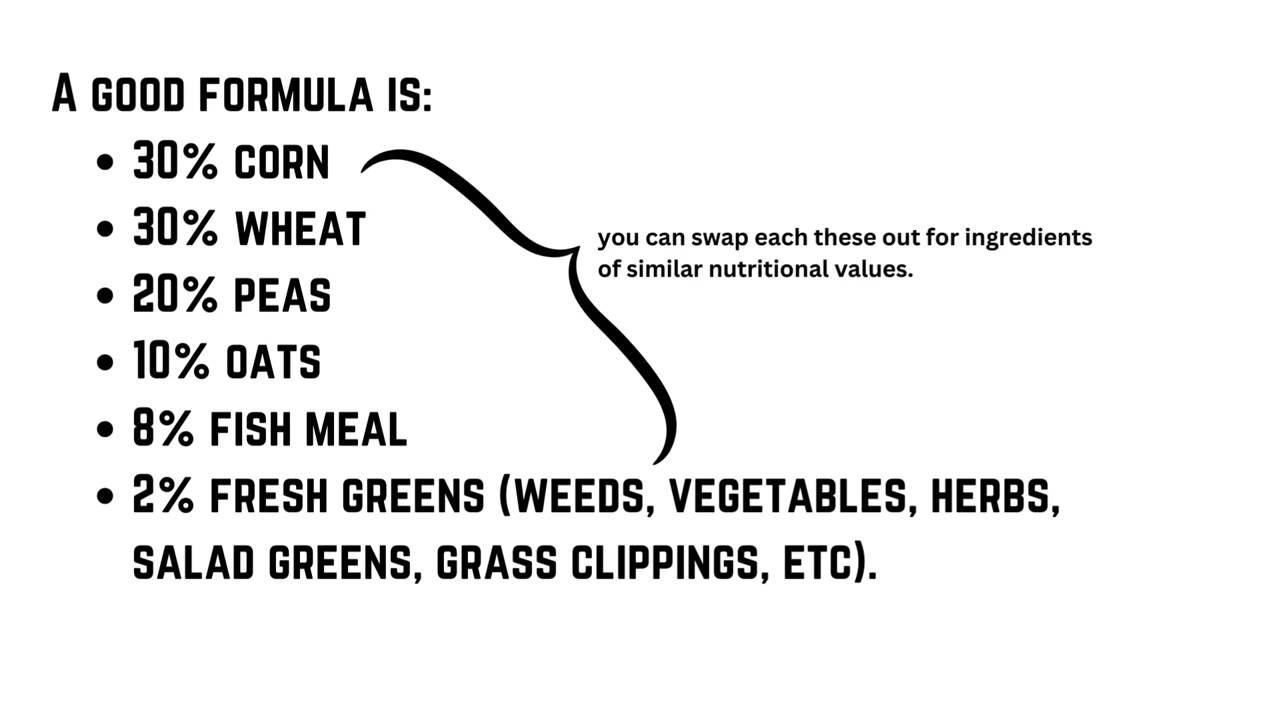 A GOOD FORMULA IS:
• 30% CORN
• 30% WHEAT
• 20% PEAS
• 10% OATS
• 8% FISH MEAL
• 2% FRESH GREENS (WEEDS, VEGETABLES, HERBS,
SALAD GREENS, GRASS CLIPPINGS, ETC).
you can swap each these out for ingredients
of similar nutritional values.